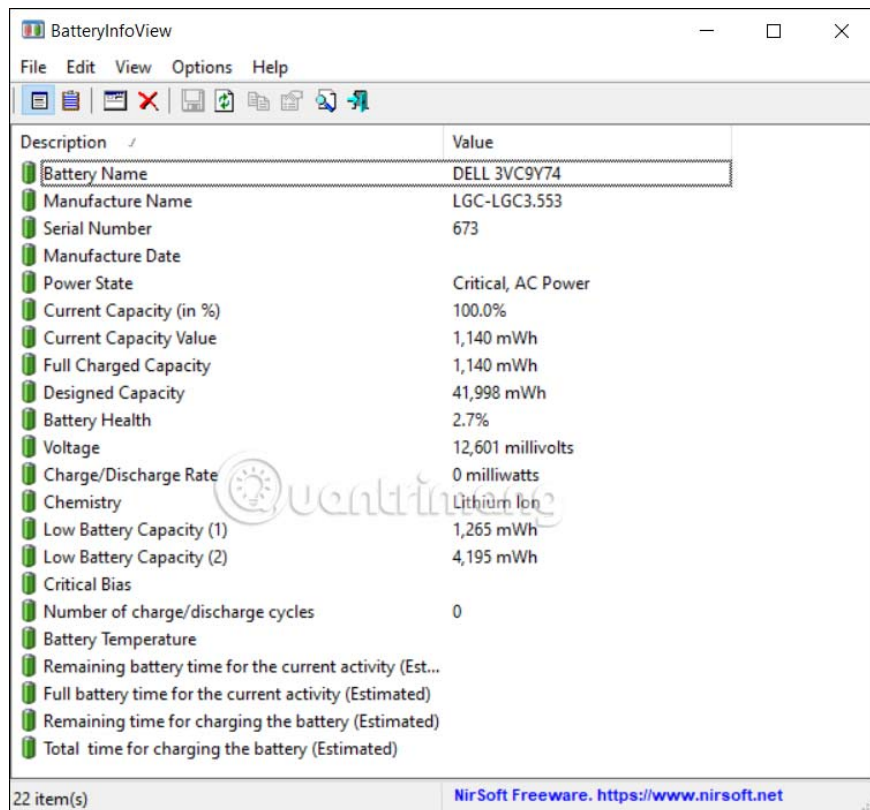 BatteryInfoView
File Edit View Options Help
Description Value
Battery Name DELL 3VC9Y74
Manufacture Name LGC-LGC3.553
Serial Number 673
Manufacture Date
Power State Critical, AC Power
Current Capacity (in %) 100.0%
Current Capacity Value 1,140 mWh
Full Charged Capacity 1,140 mWh
Designed Capacity 41,998 mWh
Battery Health 2.7%
Voltage 12,601 millivolts
Charge/Discharge Rate 0 milliwatts
Chemistry Lithium Ion
Quantrimang
Low Battery Capacity (1) 1,265 mWh
Low Battery Capacity (2) 4,195 mWh
Critical Bias
Number of charge/discharge cycles 0
Battery Temperature
Remaining battery time for the current activity (Est...
Full battery time for the current activity (Estimated)
Remaining time for charging the battery (Estimated)
Total time for charging the battery (Estimated)
22 item(s) NirSoft Freeware. https://www.nirsoft.net